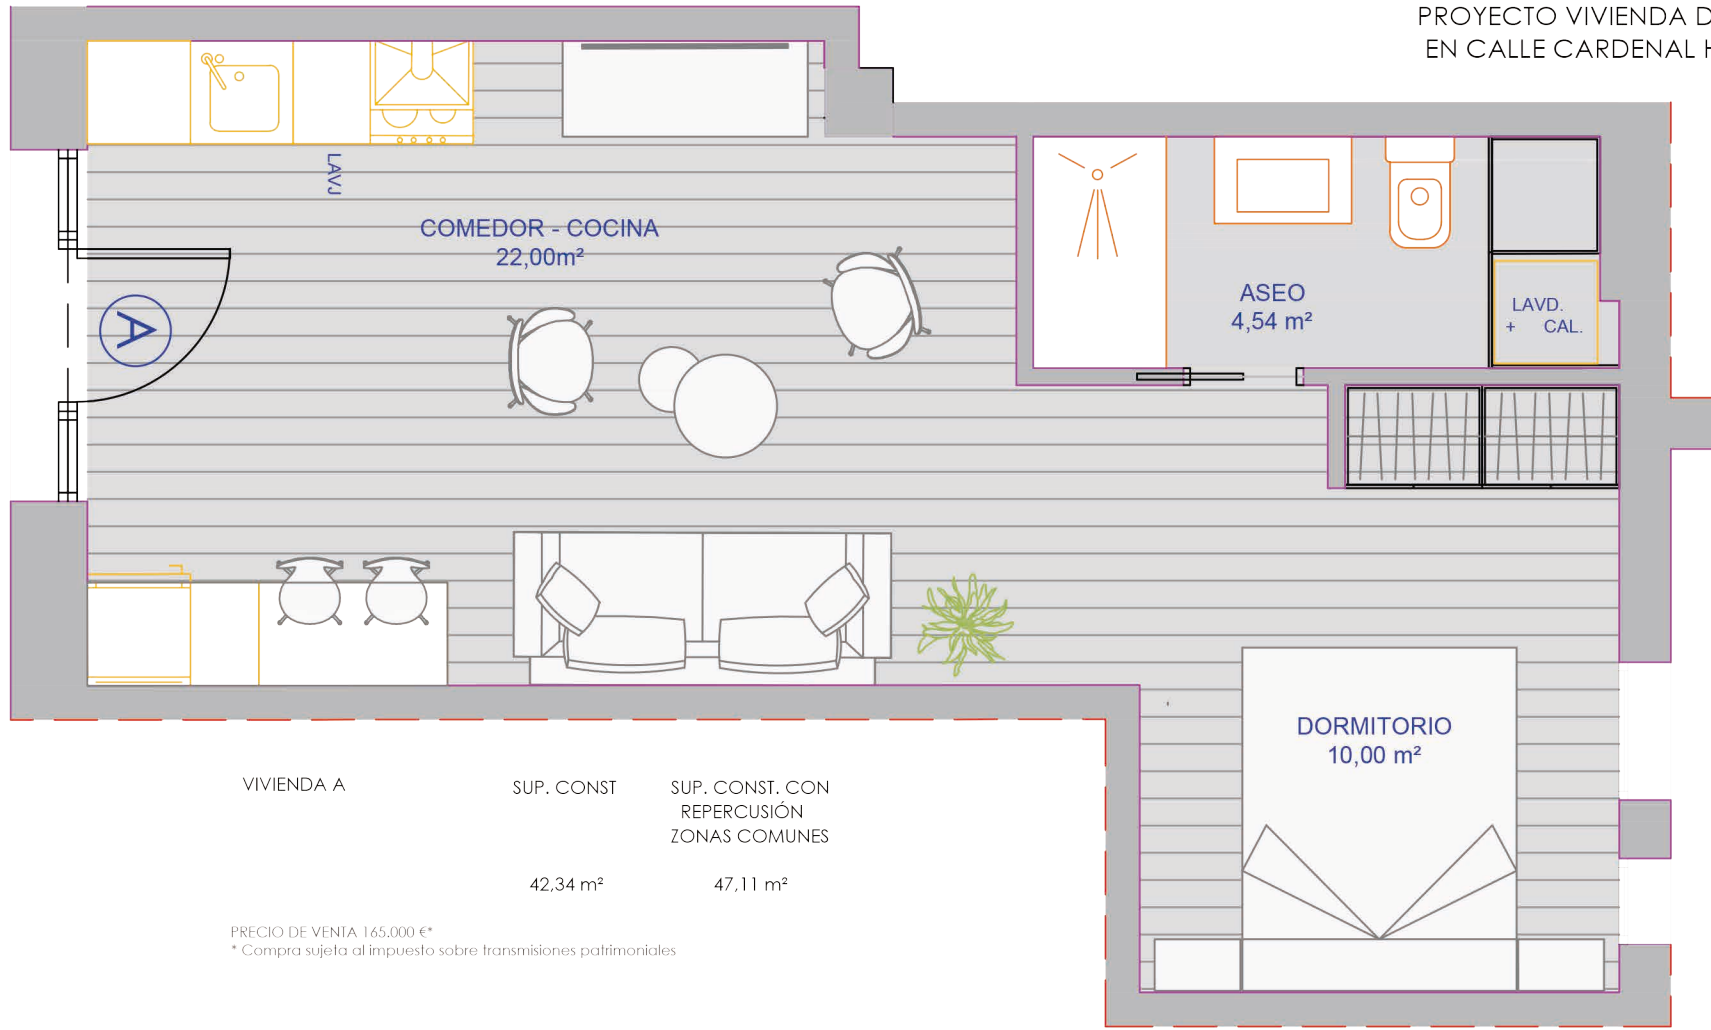 PROYECTO VIVIENDA D
EN CALLE CARDENAL H
LAVJ
COMEDOR - COCINA
22,00m²
A
ASEO
4,54 m²
LAVD.
+ CAL.
DORMITORIO
10,00 m²
VIVIENDA A
SUP. CONST
SUP. CONST. CON
REPERCUSIÓN
ZONAS COMUNES
42,34 m²
47,11 m²
PRECIO DE VENTA 165.000 €*
* Compra sujeta al impuesto sobre transmisiones patrimoniales